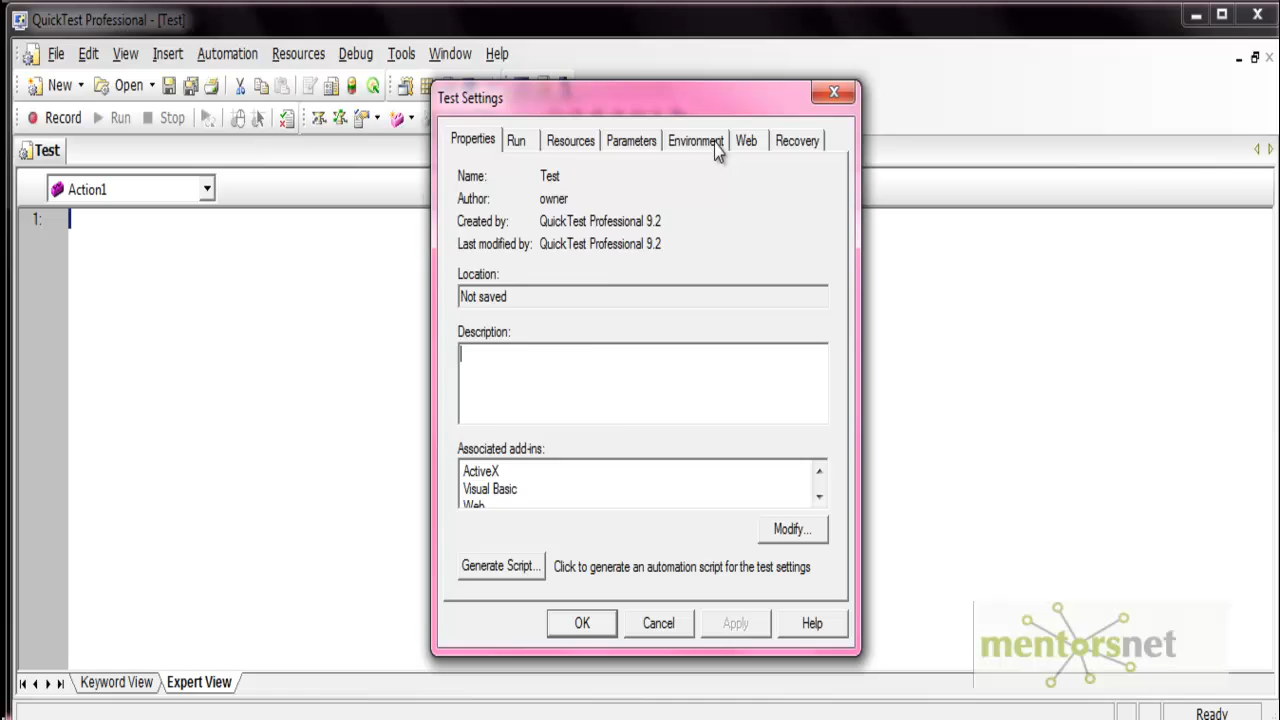 QuickTest Professional - [Test]
File Edit View Insert Automation Resources Debug Tools Window Help
New Open
Record Run Stop
Test
Action1
1:
Test Settings
Properties Run Resources Parameters Environment Web Recovery
Name: Test
Author: owner
Created by: QuickTest Professional 9.2
Last modified by: QuickTest Professional 9.2
Location:
Not saved
Description:
Associated add-ins:
ActiveX
Visual Basic
Web
Modify...
Generate Script... Click to generate an automation script for the test settings
OK Cancel Apply Help
mentorsnet
Keyword View Expert View
Ready